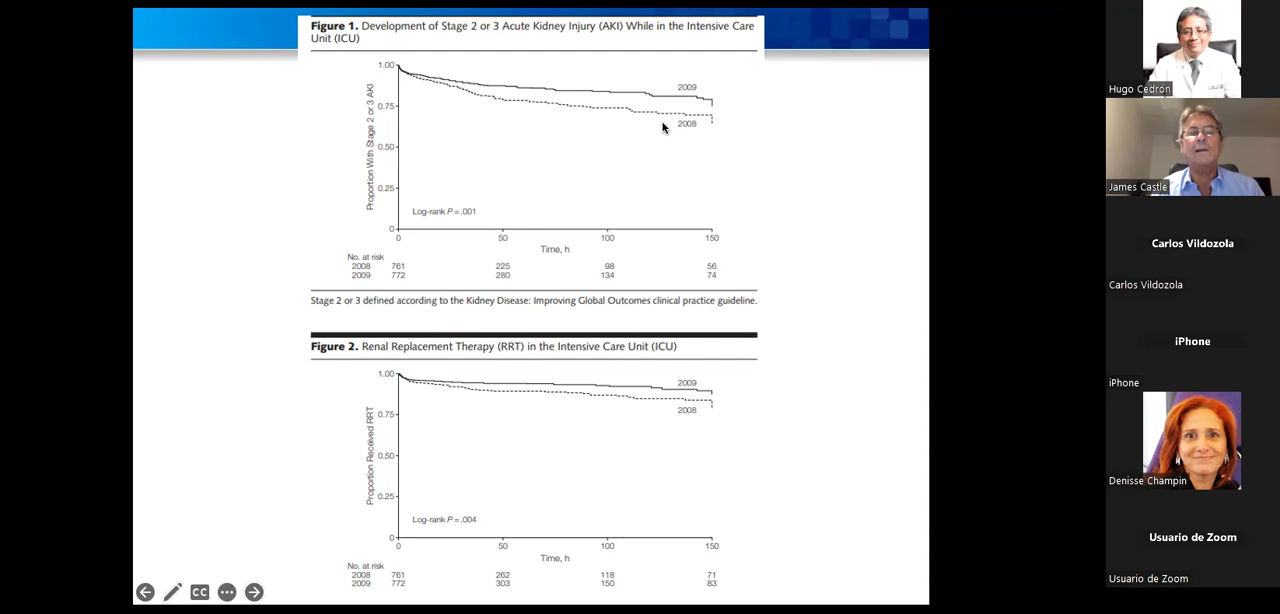 Figure 1. Development of Stage 2 or 3 Acute Kidney Injury (AKI) While in the Intensive Care
Unit (ICU)
Proportion With Stage 2 or 3 AKI
1.00
0.75
0.50
0.25
0
2009
2008
Log-rank P = .001
0 50 100 150
Time, h
No. at risk
2008 761 225 98 56
2009 772 280 134 74
Stage 2 or 3 defined according to the Kidney Disease: Improving Global Outcomes clinical practice guideline.
Figure 2. Renal Replacement Therapy (RRT) in the Intensive Care Unit (ICU)
Proportion Received RRT
1.00
0.75
0.50
0.25
0
2009
2008
Log-rank P = .004
0 50 100 150
Time, h
No. at risk
2008 761 262 118 71
2009 772 303 150 83
CC
Hugo Cedrón
James Castle
Carlos Vildozola
Carlos Vildozola
iPhone
iPhone
Denisse Champin
Usuario de Zoom
Usuario de Zoom